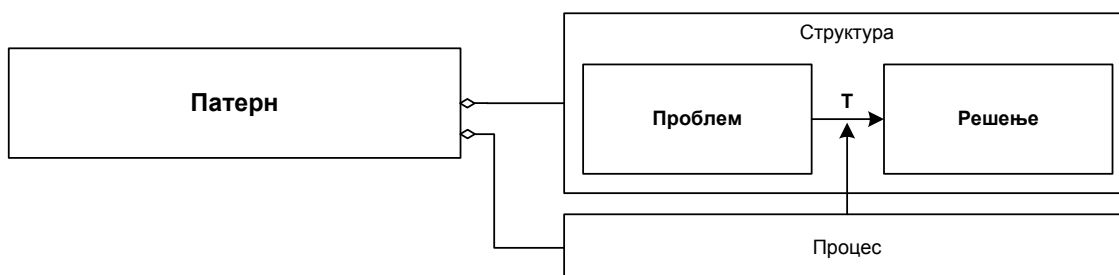 Структура
Патерн
Проблем
Т
Решење
Процес